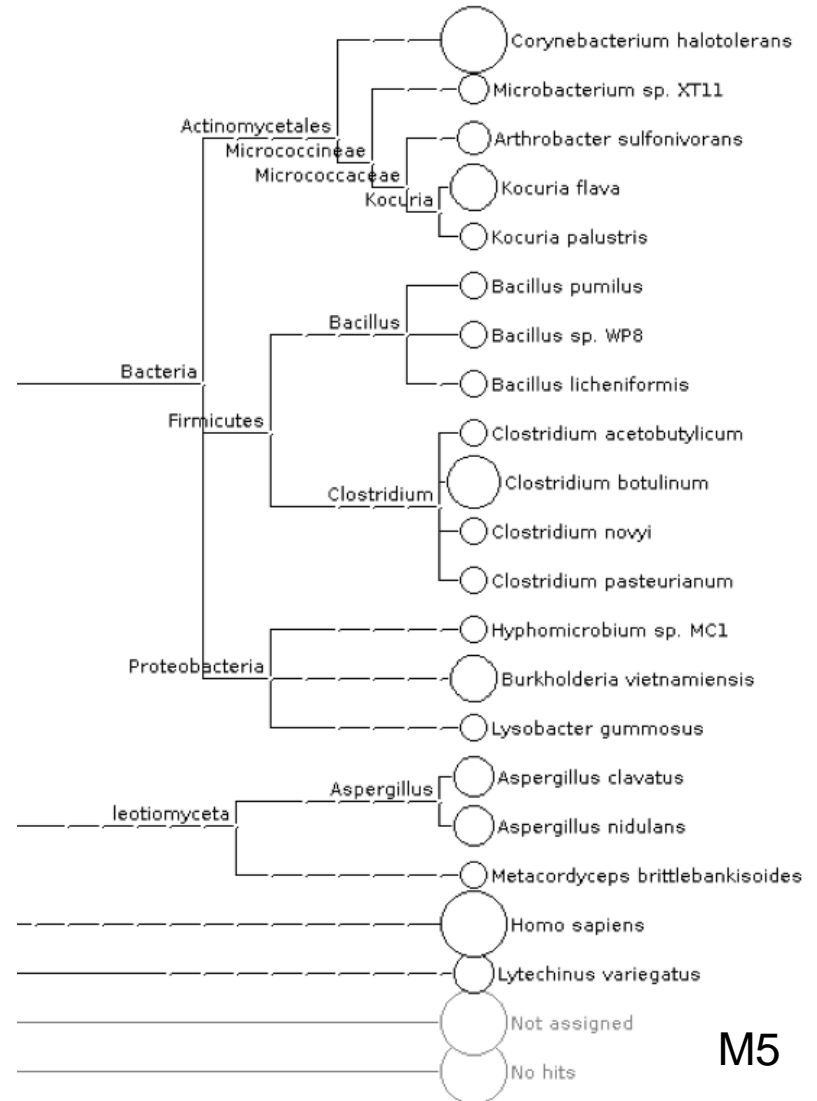 Corynebacterium halotolerans
Microbacterium sp. XT11
Actinomycetales
Arthrobacter sulfonivorans
Micrococcineae
Micrococcaceae
Kocuria flava
Kocuria
Kocuria palustris
Bacillus pumilus
Bacillus
Bacillus sp. WP8
Bacteria
Bacillus licheniformis
Firmicutes
Clostridium acetobutylicum
Clostridium botulinum
Clostridium
Clostridium novyi
Clostridium pasteurianum
Hyphomicrobium sp. MC1
Proteobacteria
Burkholderia vietnamiensis
Lysobacter gummosus
Aspergillus clavatus
Aspergillus
leotiomyceta
Aspergillus nidulans
Metacordyceps brittlebankisoides
Homo sapiens
Lytechinus variegatus
Not assigned
M5
No hits